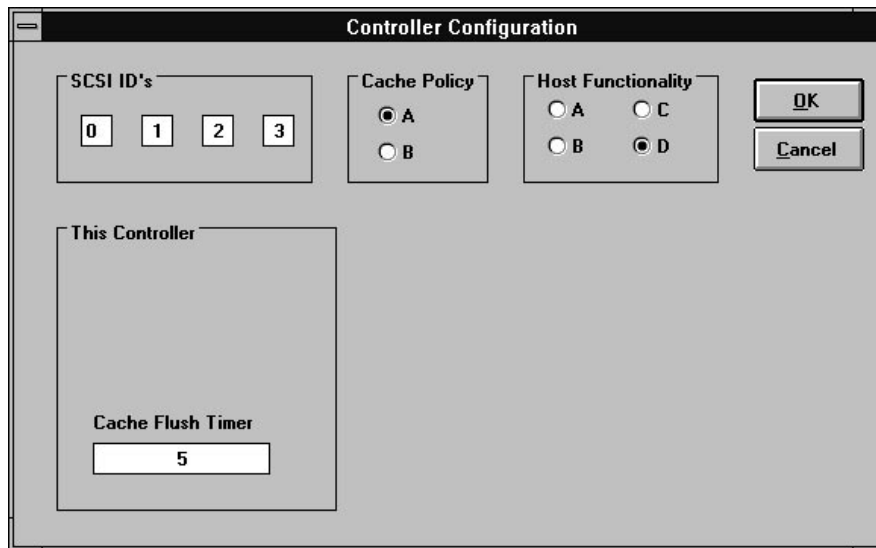 Controller Configuration
SCSI ID's
0 1 2 3
Cache Policy
A
B
Host Functionality
A C
B D
OK
Cancel
This Controller
Cache Flush Timer
5